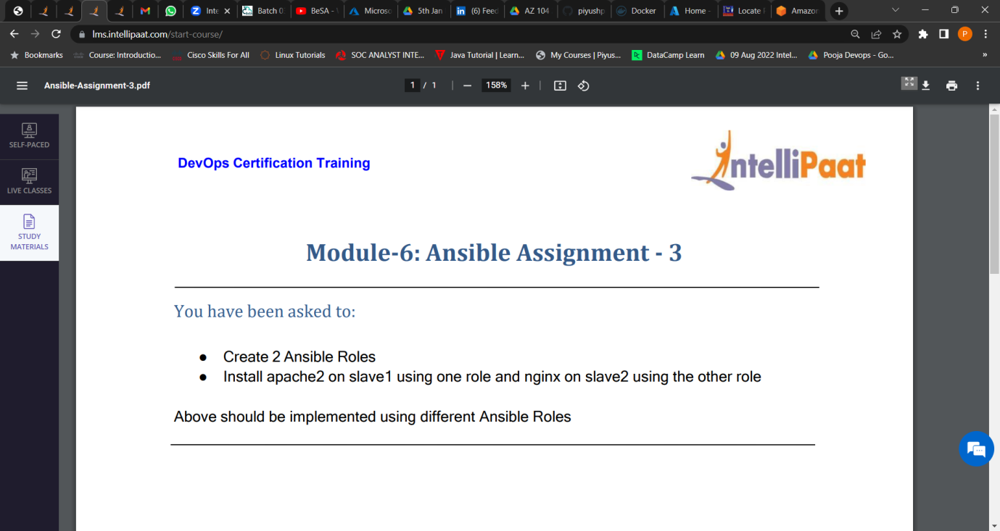 Inte
Batch 0
BeSA -
Microso
5th Jan
(6) Feed
AZ 104
piyushp
Docker
Home -
Locate
Amazon
lms.intellipaat.com/start-course/
P
Bookmarks
Course: Introductio...
Cisco Skills For All
Linux Tutorials
SOC ANALYST INTE...
Java Tutorial | Learn...
My Courses | Piyus...
DataCamp Learn
09 Aug 2022 Intel...
Pooja Devops - Go...
»
Ansible-Assignment-3.pdf
1 / 1
158%
SELF-PACED
LIVE CLASSES
STUDY
MATERIALS
DevOps Certification Training
IntelliPaat
Module-6: Ansible Assignment - 3
You have been asked to:
● Create 2 Ansible Roles
● Install apache2 on slave1 using one role and nginx on slave2 using the other role
Above should be implemented using different Ansible Roles